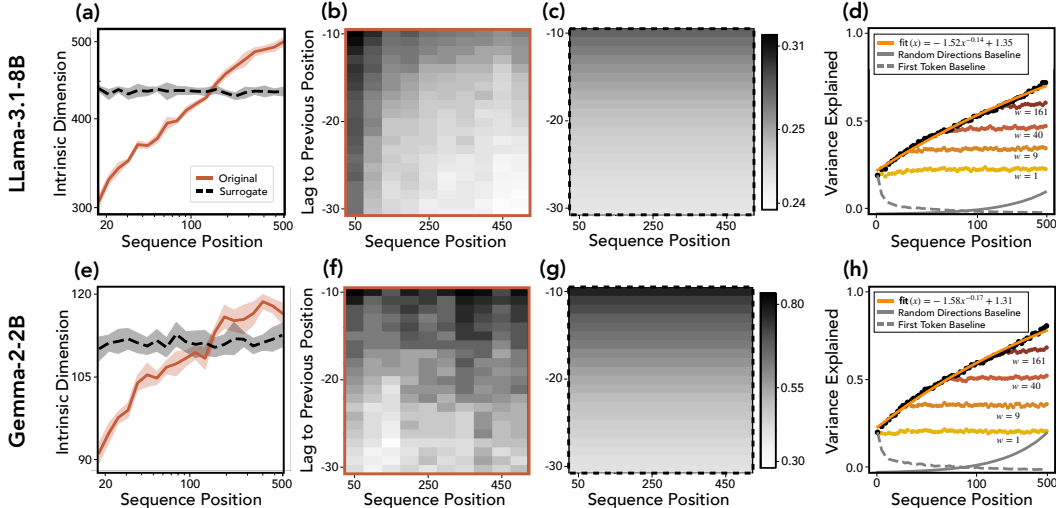 (a)
(b)
(c)
(d)
LLama-3.1-8B
Intrinsic Dimension
500
400
300
Original
Surrogate
20
100
500
Sequence Position
Lag to Previous Position
-10
-20
-30
50
250
450
Sequence Position
50
250
450
Sequence Position
0.31
0.25
0.24
Variance Explained
1.0
0.5
0.0
fit(x) = − 1.52x^−0.14 + 1.35
Random Directions Baseline
First Token Baseline
w = 161
w = 40
w = 9
w = 1
0
100
500
Sequence Position
(e)
(f)
(g)
(h)
Gemma-2-2B
Intrinsic Dimension
120
105
90
20
100
500
Sequence Position
Lag to Previous Position
-10
-20
-30
50
250
450
Sequence Position
-10
-20
-30
50
250
450
Sequence Position
0.80
0.55
0.30
Variance Explained
1.0
0.5
0.0
fit(x) = − 1.58x^−0.17 + 1.31
Random Directions Baseline
First Token Baseline
w = 161
w = 40
w = 9
w = 1
0
100
500
Sequence Position